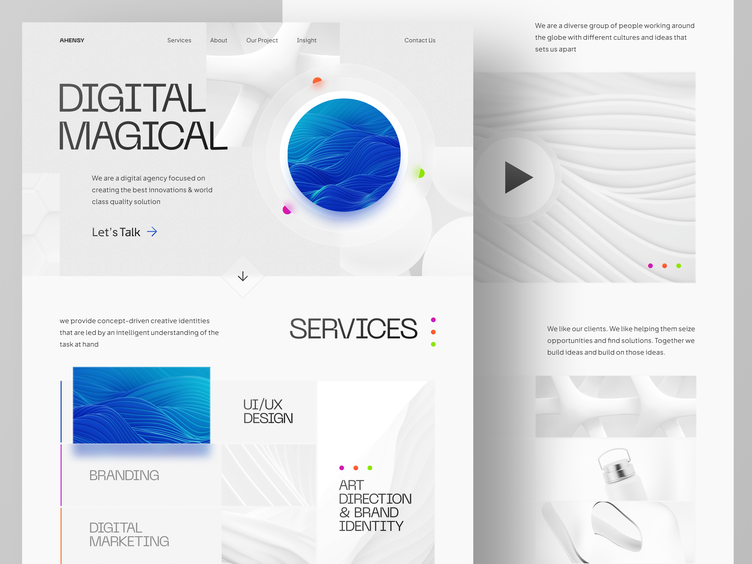 AHENSY
Services
About
Our Project
Insight
Contact Us
DIGITAL
MAGICAL
We are a digital agency focused on
creating the best innovations & world
class quality solution
Let's Talk
we provide concept-driven creative identities
that are led by an intelligent understanding of the
task at hand
SERVICES
UI/UX
DESIGN
BRANDING
DIGITAL
MARKETING
ART
DIRECTION
& BRAND
IDENTITY
We are a diverse group of people working around
the globe with different cultures and ideas that
sets us apart
We like our clients. We like helping them seize
opportunities and find solutions. Together we
build ideas and build on those ideas.